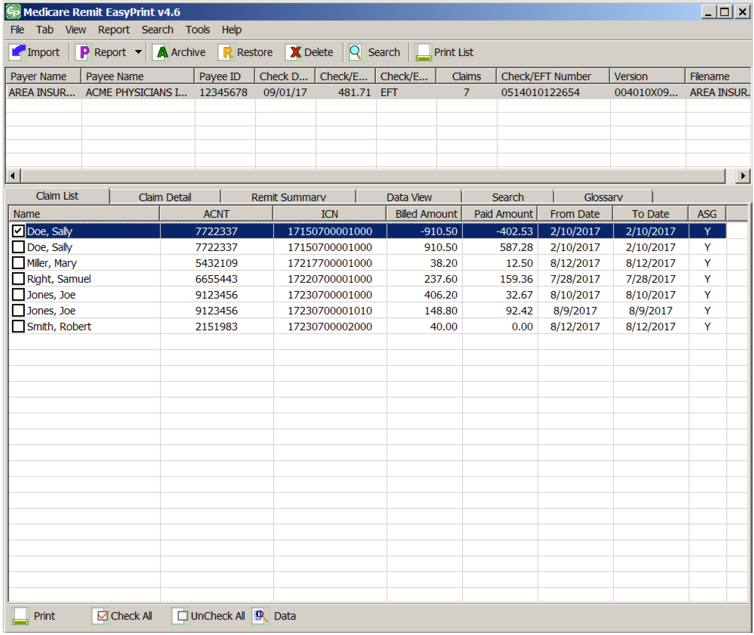 Medicare Remit EasyPrint v4.6
File Tab View Report Search Tools Help
Import Report Archive Restore Delete Search Print List
Payer Name Payee Name Payee ID Check D... Check/E... Check/E... Claims Check/EFT Number Version Filename
AREA INSUR... ACME PHYSICIANS I... 12345678 09/01/17 481.71 EFT 7 0514010122654 004010X09... AREA INSUR.
Claim List Claim Detail Remit Summary Data View Search Glossary
Name ACNT ICN Billed Amount Paid Amount From Date To Date ASG
Doe, Sally 7722337 17150700001000 -910.50 -402.53 2/10/2017 2/10/2017 Y
Doe, Sally 7722337 17150700001000 910.50 587.28 2/10/2017 2/10/2017 Y
Miller, Mary 5432109 17217700001000 38.20 12.50 8/12/2017 8/12/2017 Y
Right, Samuel 6655443 17220700001000 237.60 159.36 7/28/2017 7/28/2017 Y
Jones, Joe 9123456 17230700001000 406.20 32.67 8/10/2017 8/10/2017 Y
Jones, Joe 9123456 17230700001010 148.80 92.42 8/9/2017 8/9/2017 Y
Smith, Robert 2151983 17230700002000 40.00 0.00 8/12/2017 8/12/2017 Y
Print Check All UnCheck All Data